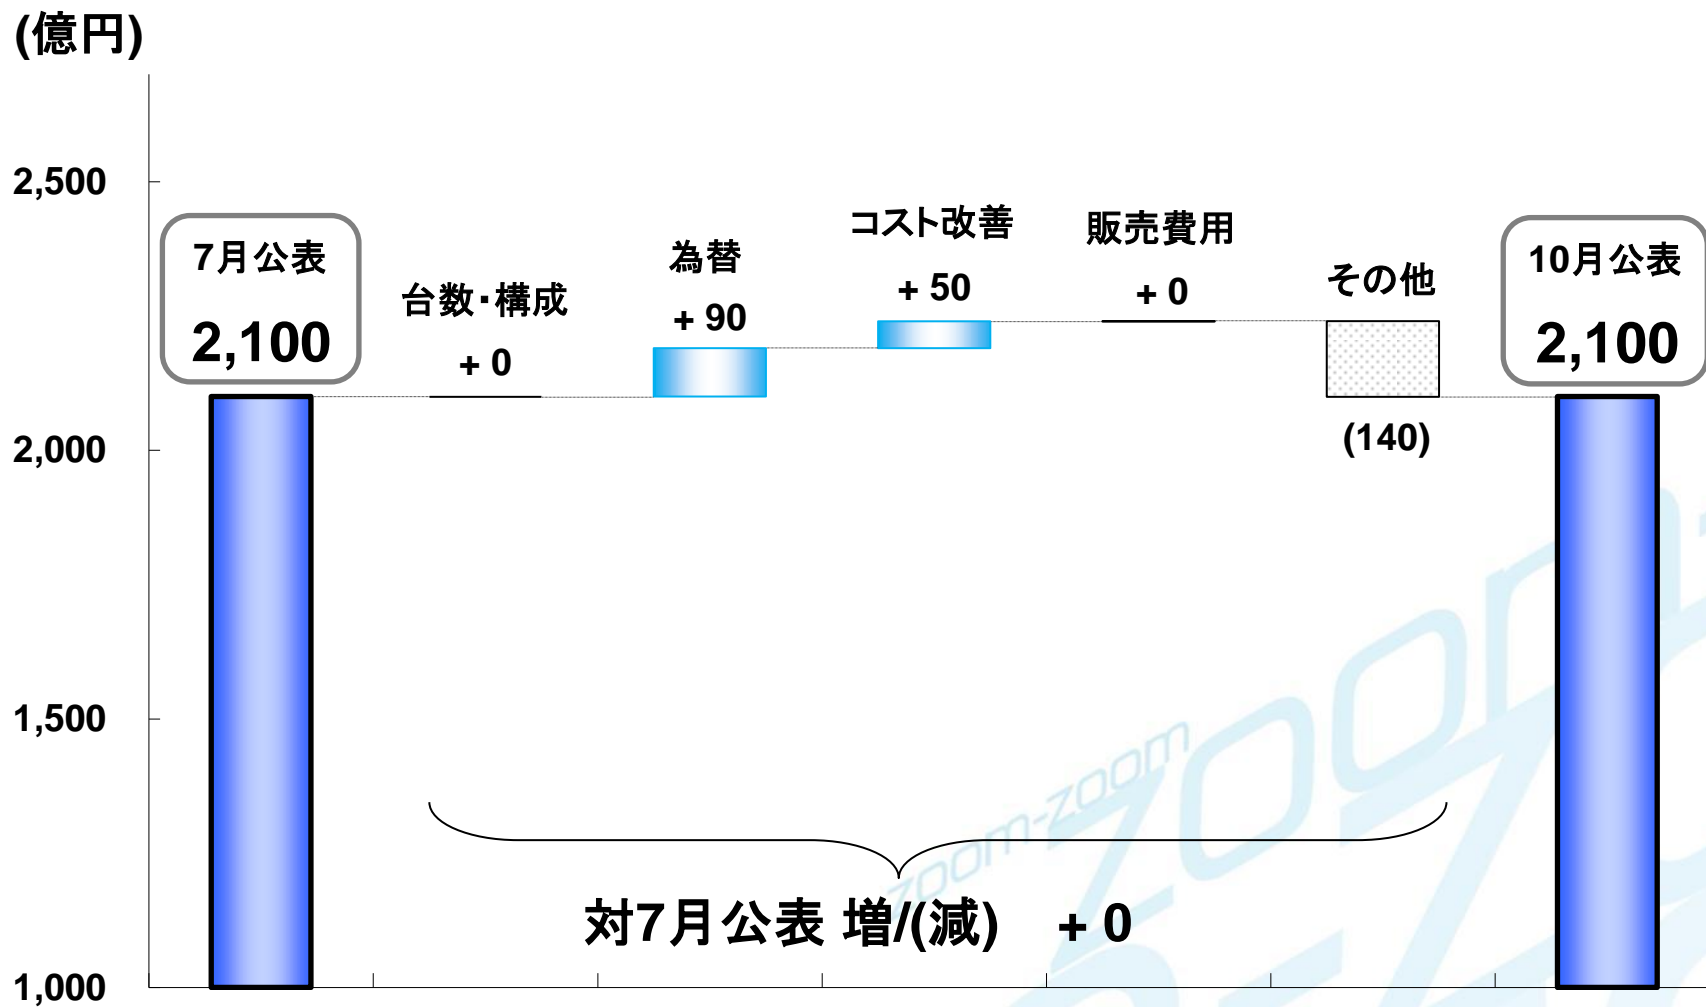 (億円)
2,500
2,000
1,500
1,000
7月公表
2,100
台数・構成
+ 0
為替
+ 90
コスト改善
+ 50
販売費用
+ 0
その他
(140)
10月公表
2,100
zoom-zoom
対7月公表 増/(減) + 0